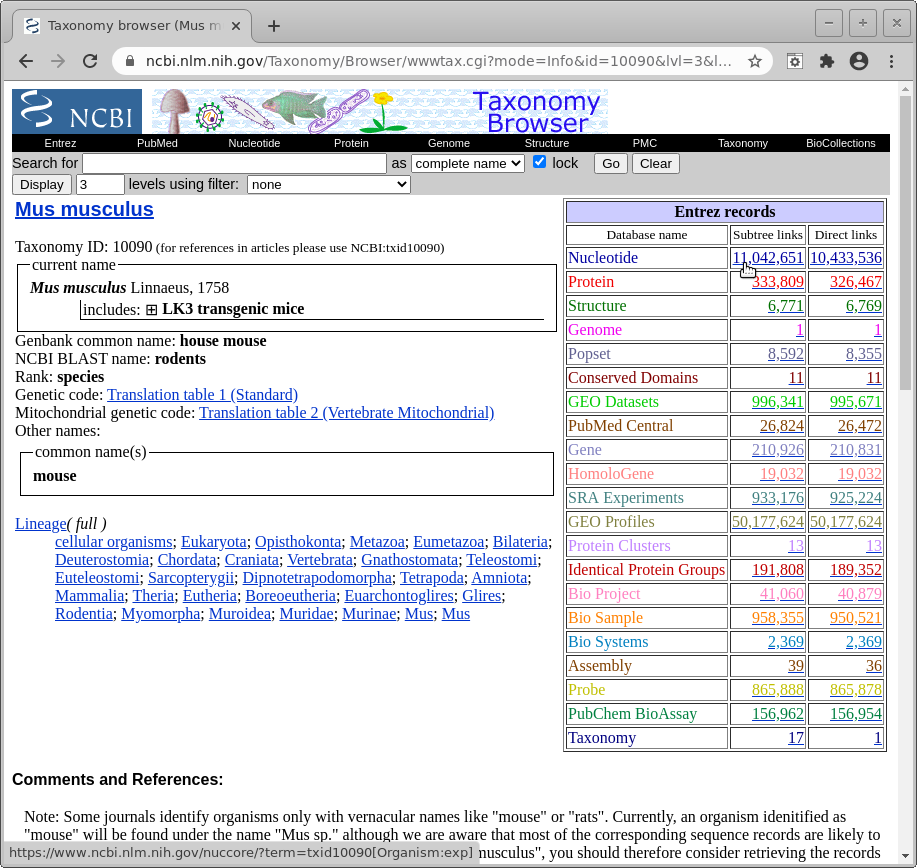 Taxonomy browser (Mus m
ncbi.nlm.nih.gov/Taxonomy/Browser/wwwtax.cgi?mode=Info&id=10090&lvl=3&l...
NCBI
Taxonomy Browser
Entrez PubMed Nucleotide Protein Genome Structure PMC Taxonomy BioCollections
Search for as complete name lock Go Clear
Display 3 levels using filter: none
Mus musculus
Taxonomy ID: 10090 (for references in articles please use NCBI:txid10090)
current name
Mus musculus Linnaeus, 1758
includes: ⊞ LK3 transgenic mice
Genbank common name: house mouse
NCBI BLAST name: rodents
Rank: species
Genetic code: Translation table 1 (Standard)
Mitochondrial genetic code: Translation table 2 (Vertebrate Mitochondrial)
Other names:
common name(s)
mouse
Lineage( full )
cellular organisms; Eukaryota; Opisthokonta; Metazoa; Eumetazoa; Bilateria;
Deuterostomia; Chordata; Craniata; Vertebrata; Gnathostomata; Teleostomi;
Euteleostomi; Sarcopterygii; Dipnotetrapodomorpha; Tetrapoda; Amniota;
Mammalia; Theria; Eutheria; Boreoeutheria; Euarchontoglires; Glires;
Rodentia; Myomorpha; Muroidea; Muridae; Murinae; Mus; Mus
Entrez records
Database name Subtree links Direct links
Nucleotide 11,042,651 10,433,536
Protein 333,809 326,467
Structure 6,771 6,769
Genome 1 1
Popset 8,592 8,355
Conserved Domains 11 11
GEO Datasets 996,341 995,671
PubMed Central 26,824 26,472
Gene 210,926 210,831
HomoloGene 19,032 19,032
SRA Experiments 933,176 925,224
GEO Profiles 50,177,624 50,177,624
Protein Clusters 13 13
Identical Protein Groups 191,808 189,352
Bio Project 41,060 40,879
Bio Sample 958,355 950,521
Bio Systems 2,369 2,369
Assembly 39 36
Probe 865,888 865,878
PubChem BioAssay 156,962 156,954
Taxonomy 17 1
Comments and References:
Note: Some journals identify organisms only with vernacular names like "mouse" or "rats". Currently, an organism idenitified as
"mouse" will be found under the name "Mus sp." although we are aware that most of the corresponding sequence records are likely to
musculus", you should therefore consider retrieving the records
https://www.ncbi.nlm.nih.gov/nuccore/?term=txid10090[Organism:exp]